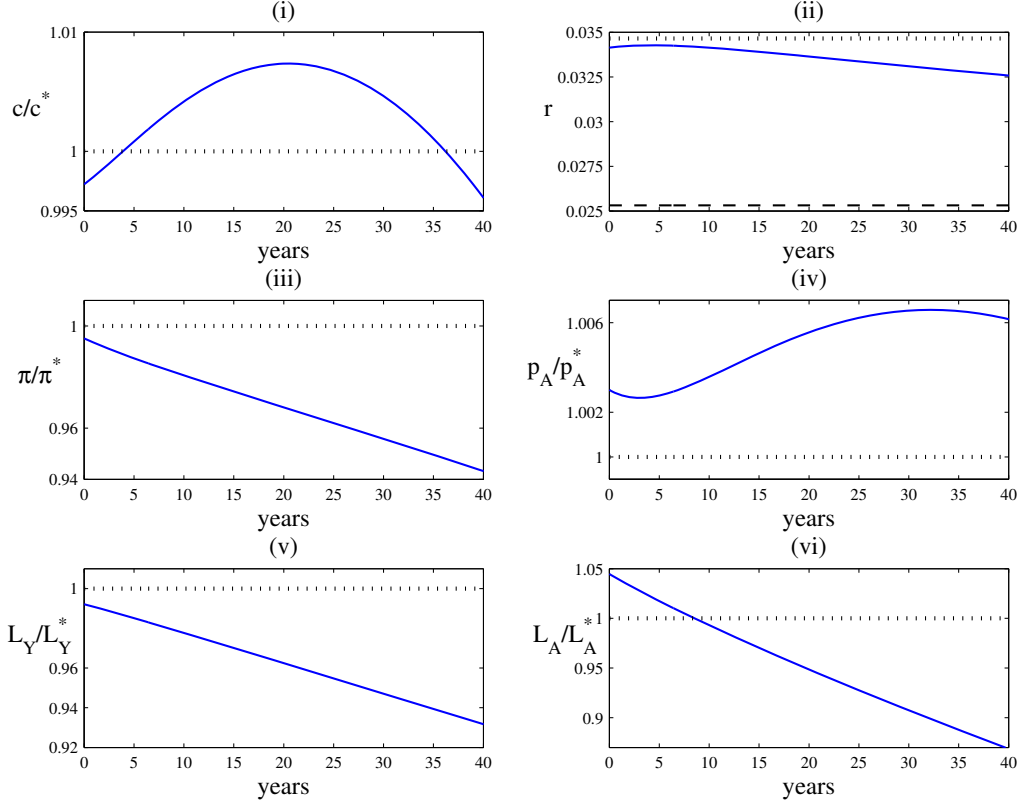 (i)
1.01
1
0.995
c/c*
0 5 10 15 20 25 30 35 40
years
(ii)
0.035
0.0325
0.03
0.0275
0.025
r
0 5 10 15 20 25 30 35 40
years
(iii)
1
0.96
0.94
π/π*
0 5 10 15 20 25 30 35 40
years
(iv)
1.006
1.002
1
p_A/p_A^*
0 5 10 15 20 25 30 35 40
years
(v)
1
0.96
0.94
0.92
L_Y/L_Y^*
0 5 10 15 20 25 30 35 40
years
(vi)
1.05
1
0.95
0.9
L_A/L_A^*
0 5 10 15 20 25 30 35 40
years